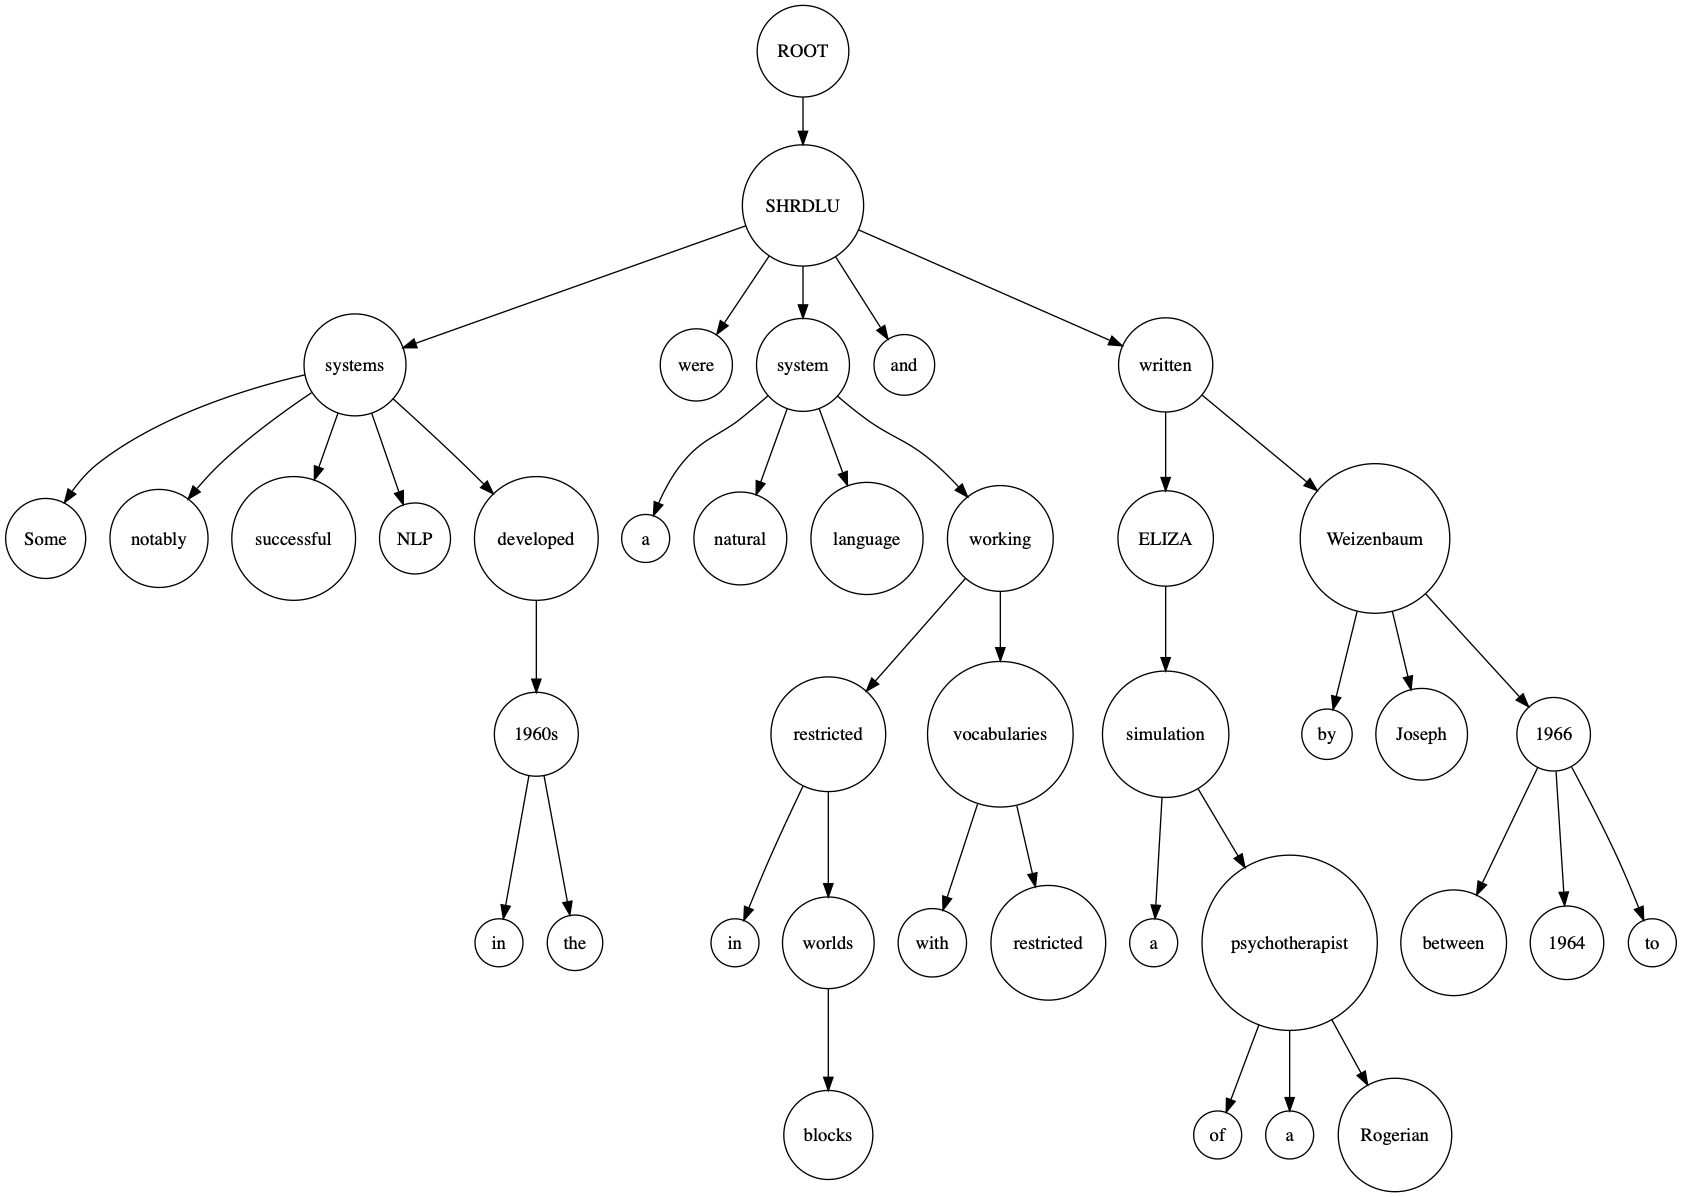 ROOT
SHRDLU
systems were system and written
Some notably successful NLP developed a natural language working ELIZA Weizenbaum
1960s restricted vocabularies simulation by Joseph 1966
in the in worlds with restricted a psychotherapist between 1964 to
blocks of a Rogerian